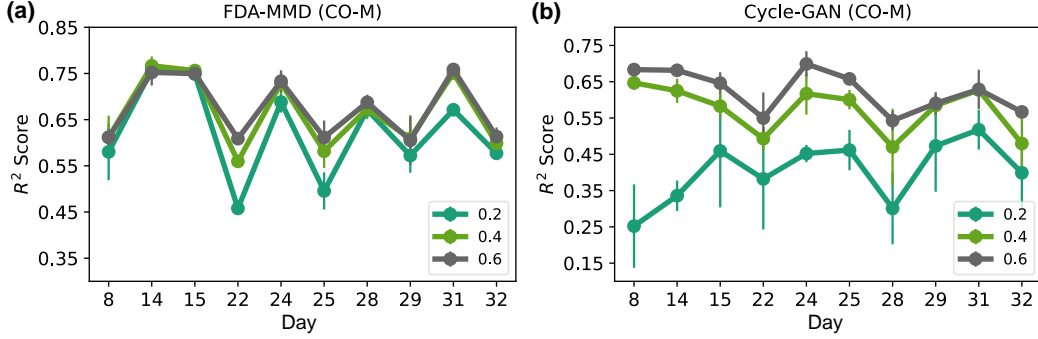 (a)
FDA-MMD (CO-M)
R² Score
0.85
0.75
0.65
0.55
0.45
0.35
0.2
0.4
0.6
8 14 15 22 24 25 28 29 31 32
Day
(b)
Cycle-GAN (CO-M)
R² Score
0.75
0.65
0.55
0.45
0.35
0.25
0.15
0.2
0.4
0.6
8 14 15 22 24 25 28 29 31 32
Day